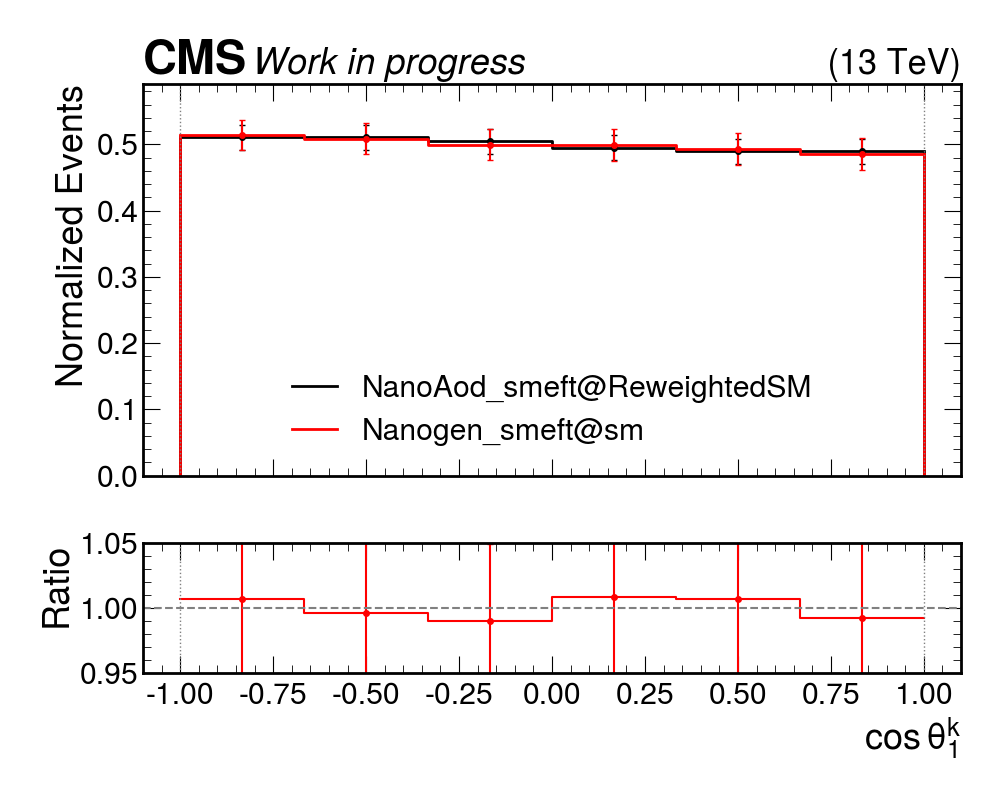 CMS Work in progress (13 TeV)
Normalized Events
0.5
0.4
0.3
0.2
0.1
0.0
NanoAod_smeft@ReweightedSM
Nanogen_smeft@sm
Ratio
1.05
1.00
0.95
-1.00 -0.75 -0.50 -0.25 0.00 0.25 0.50 0.75 1.00
cos θ₁ᵏ